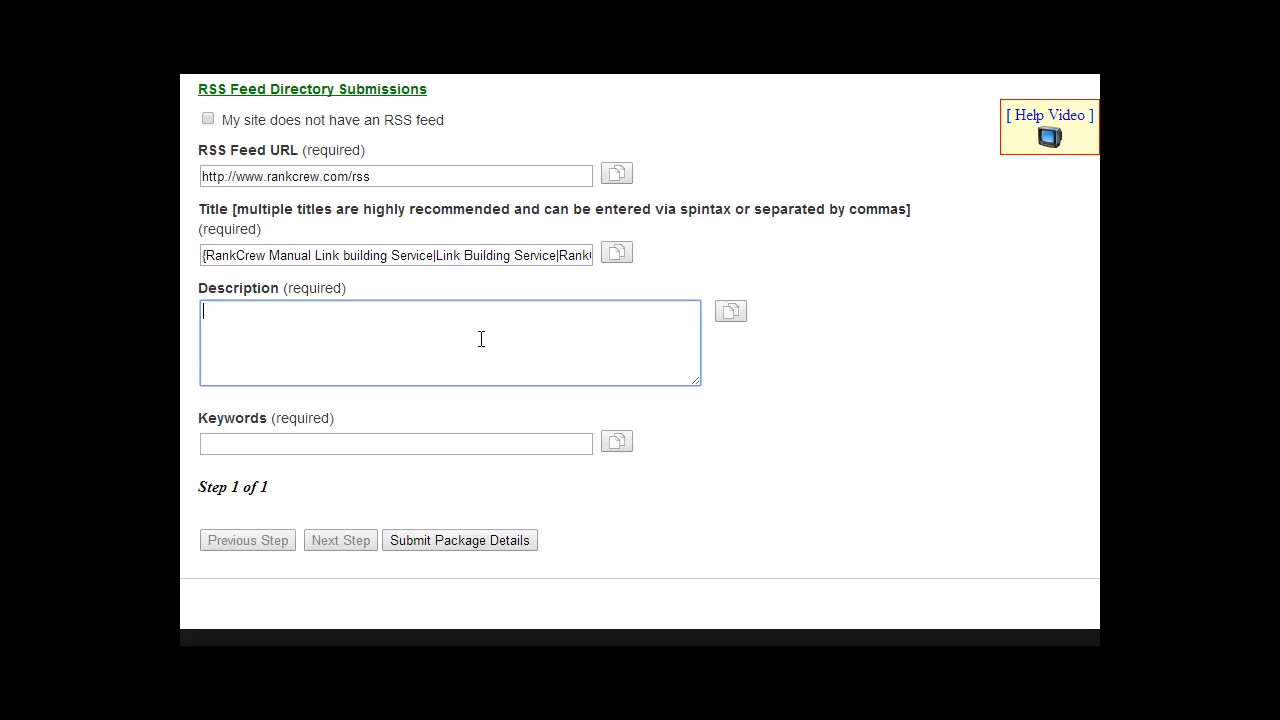 RSS Feed Directory Submissions
[ Help Video ]
My site does not have an RSS feed
RSS Feed URL (required)
http://www.rankcrew.com/rss
Title [multiple titles are highly recommended and can be entered via spintax or separated by commas]
(required)
{RankCrew Manual Link building Service|Link Building Service|Rank
Description (required)
Keywords (required)
Step 1 of 1
Previous Step
Next Step
Submit Package Details